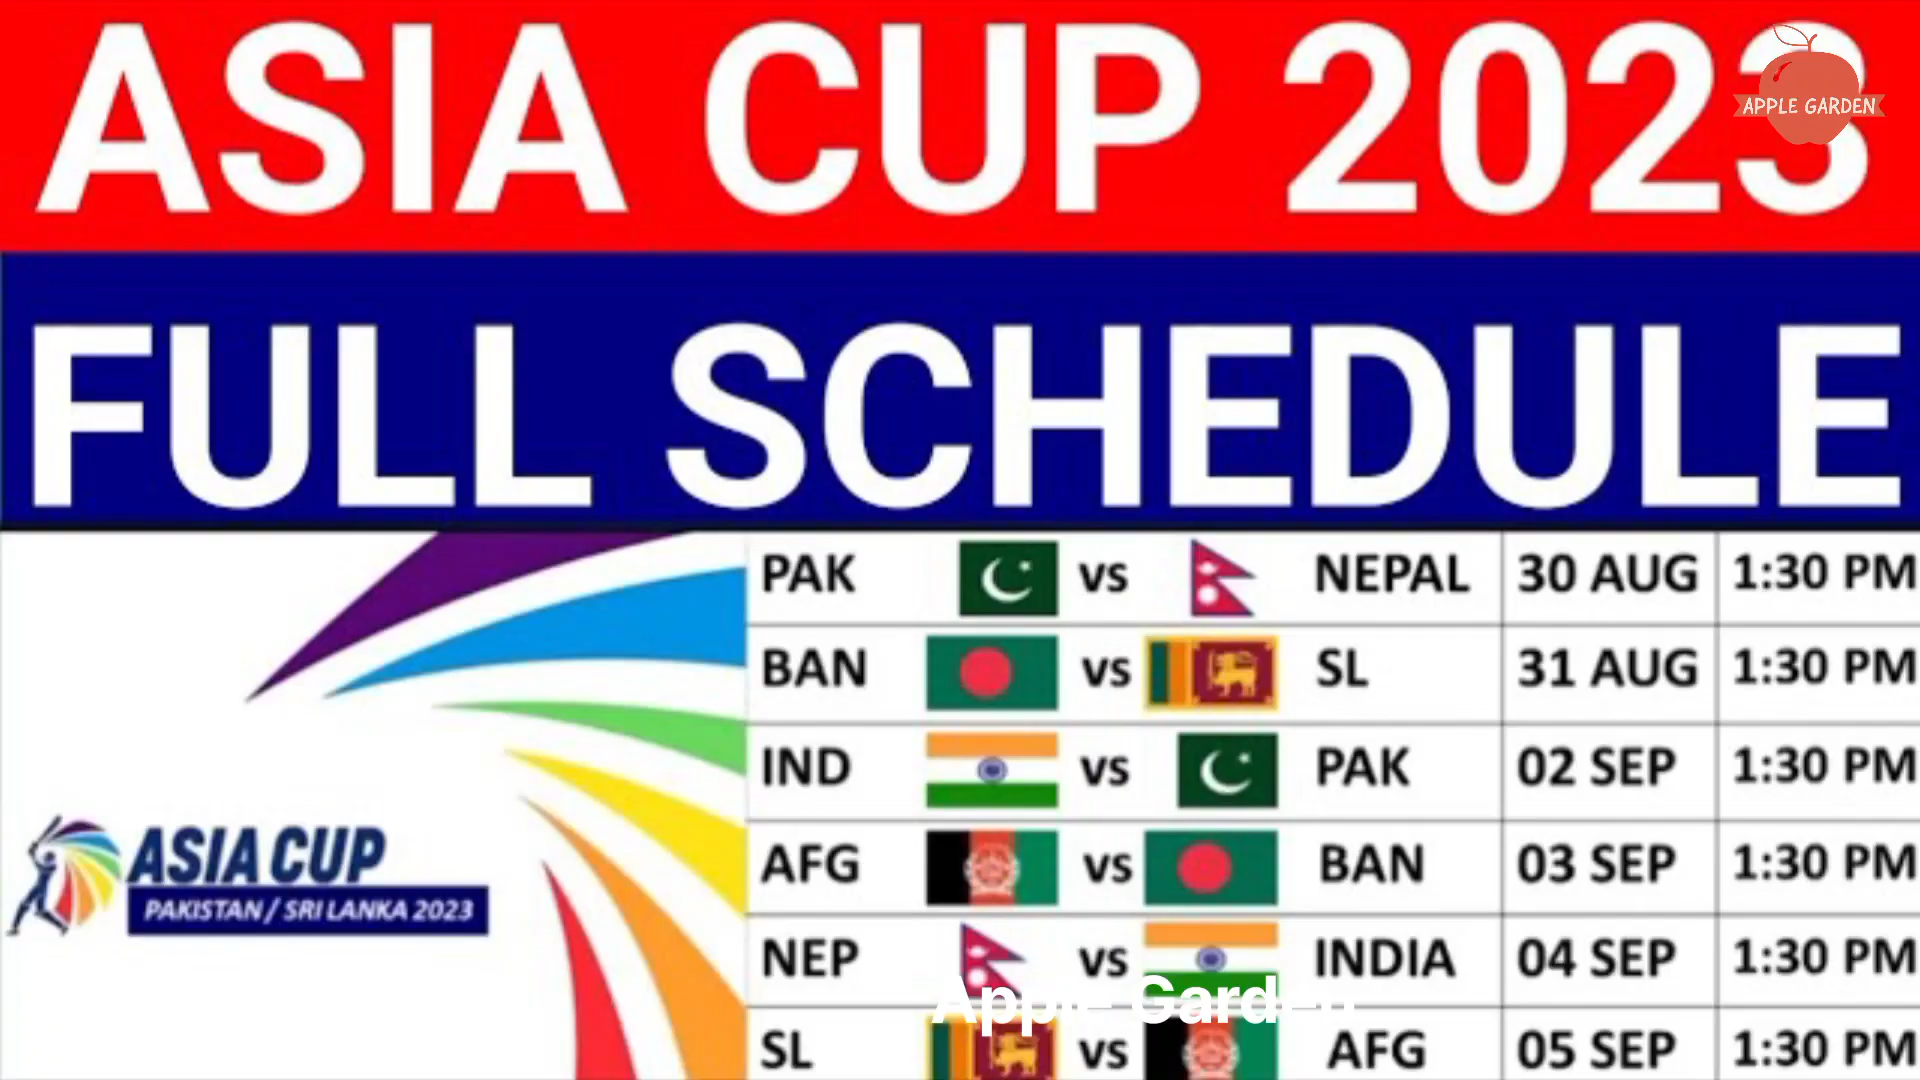 ASIA CUP 2023
APPLE GARDEN
FULL SCHEDULE
PAK vs NEPAL 30 AUG 1:30 PM
BAN vs SL 31 AUG 1:30 PM
IND vs PAK 02 SEP 1:30 PM
AFG vs BAN 03 SEP 1:30 PM
ASIA CUP
PAKISTAN / SRI LANKA 2023
NEP vs INDIA 04 SEP 1:30 PM
Apple Garden
SL vs AFG 05 SEP 1:30 PM